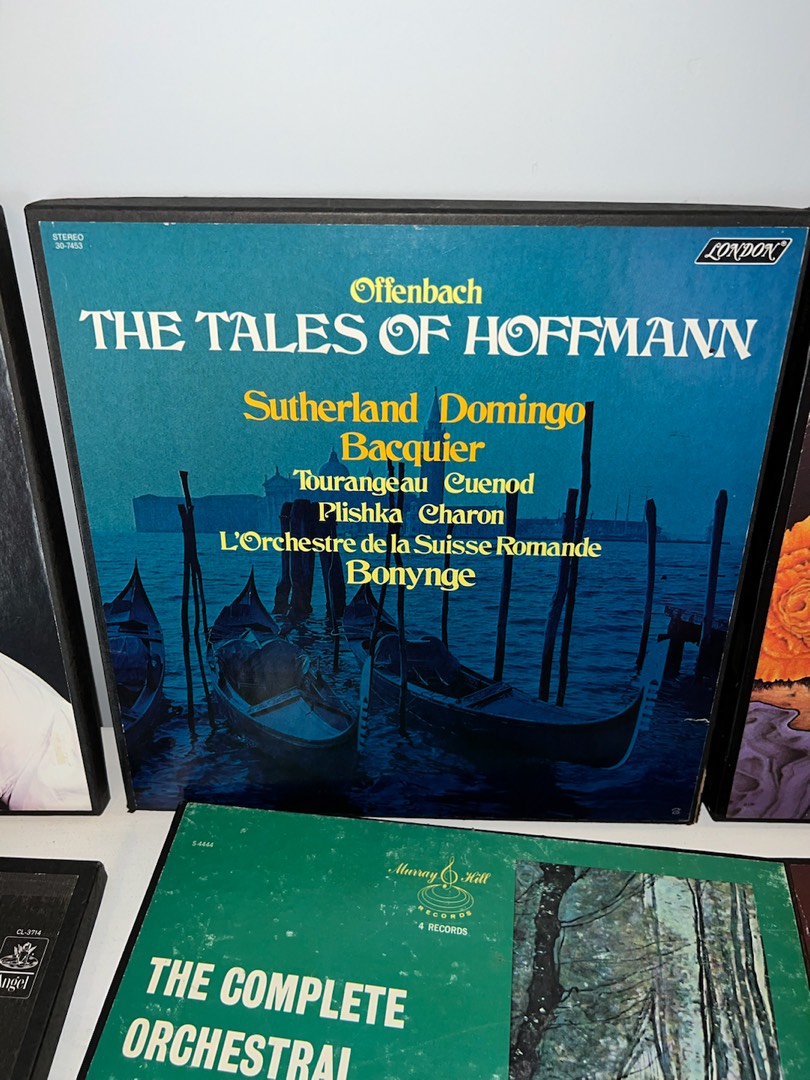 STEREO
30-7453
LONDON®
Offenbach
THE TALES OF HOFFMANN
Sutherland Domingo
Bacquier
Tourangeau Cuenod
Plishka Charon
L'Orchestre de la Suisse Romande
Bonynge
S-4444
Murray Hill
RECORDS
4 RECORDS
CL-3714
Angel
THE COMPLETE
ORCHESTRAL